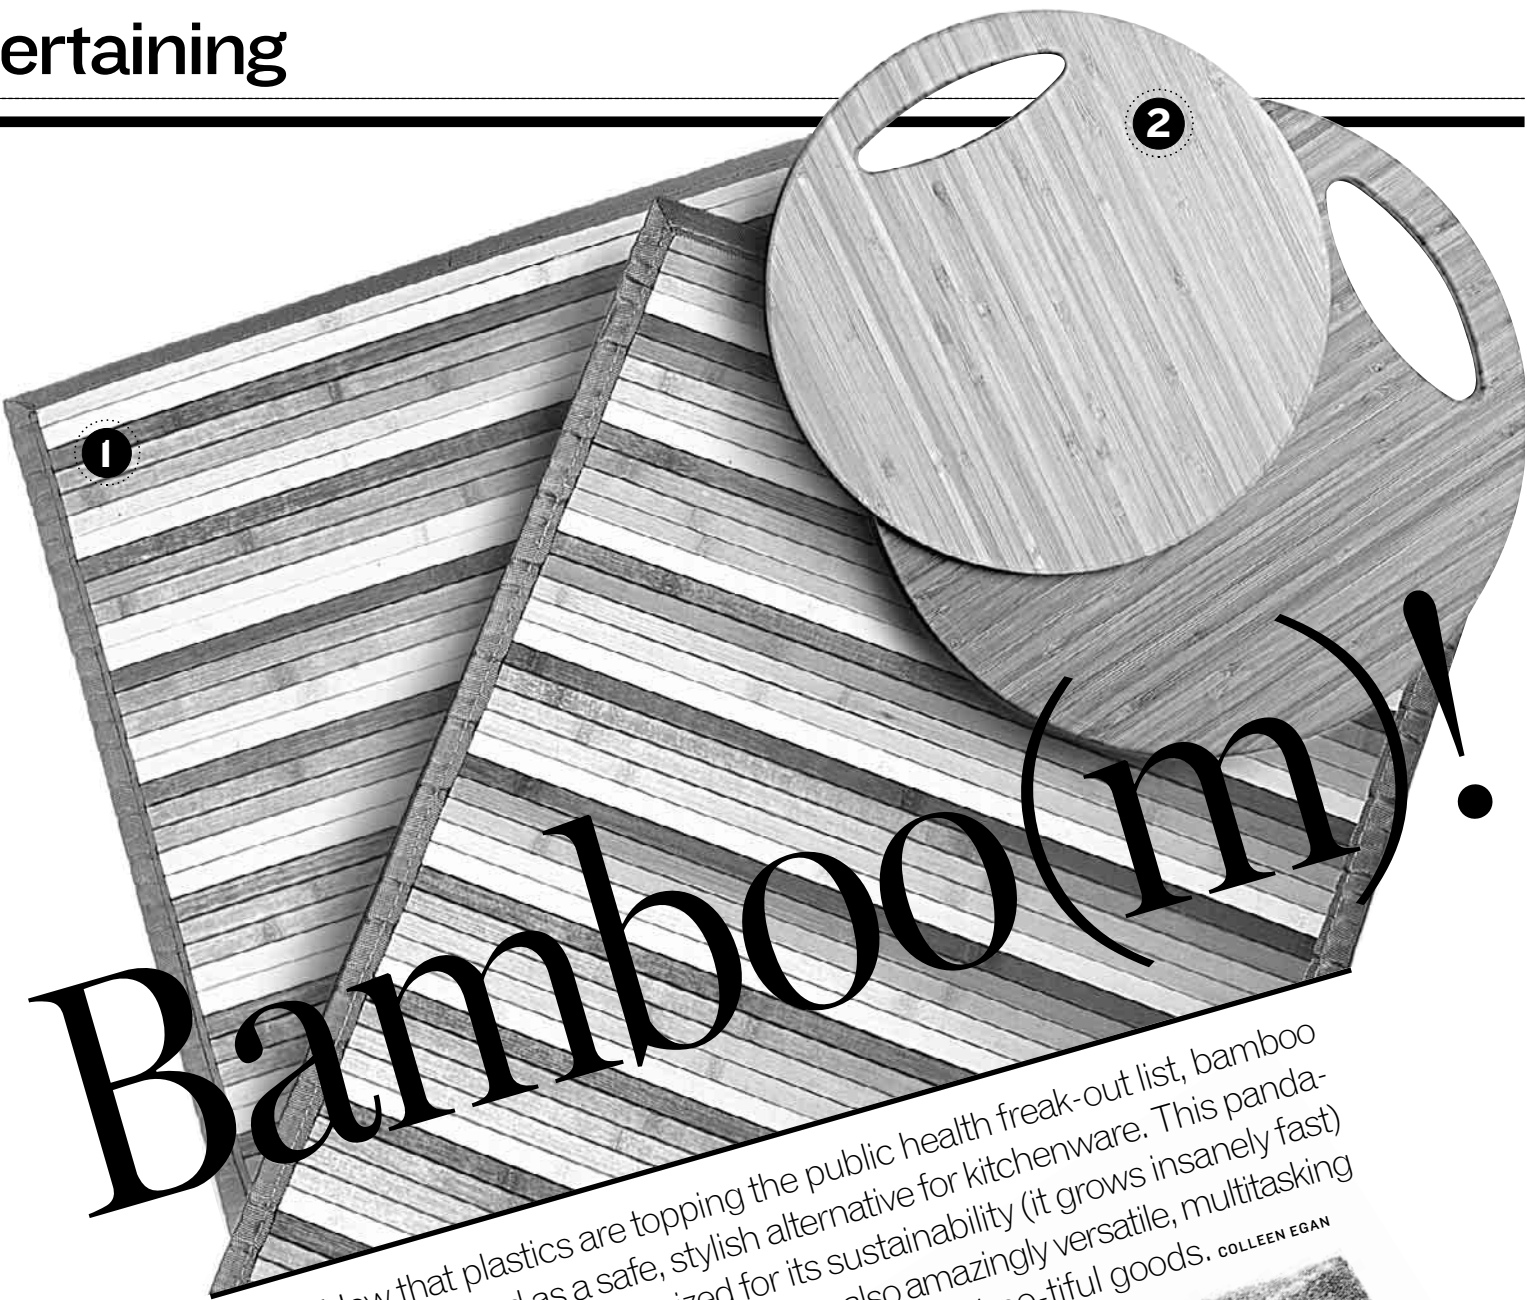 ertaining
2
1
Bamboo(m)!
that plastics are topping the public health freak-out list, bamboo
as a safe, stylish alternative for kitchenware. This panda-
for its sustainability (it grows insanely fast)
also amazingly versatile, multitasking
goods. COLLEEN EGAN